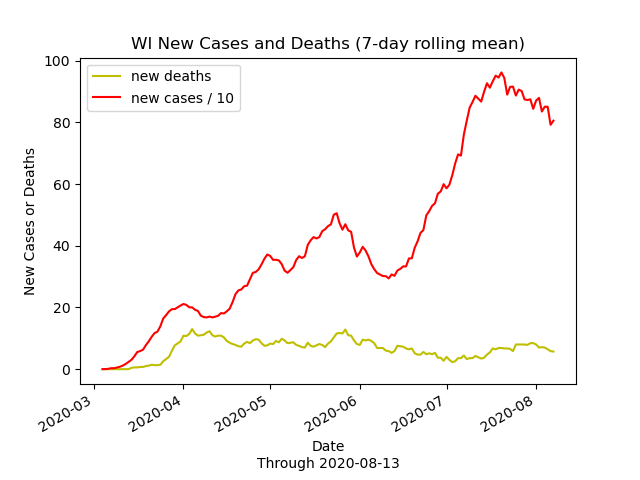 WI New Cases and Deaths (7-day rolling mean)
new deaths
new cases / 10
100
80
60
40
20
0
New Cases or Deaths
2020-03
2020-04
2020-05
2020-06
2020-07
2020-08
Date
Through 2020-08-13